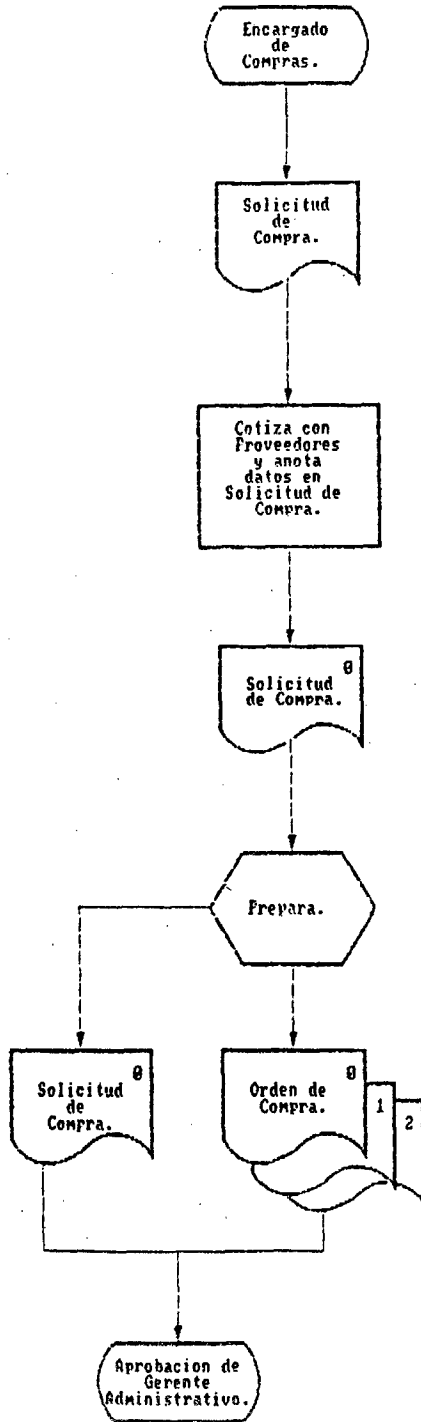 Encargado
de
Compras.
Solicitud
de
Compra.
Cotiza con
Proveedores
y anota
datos en
Solicitud de
Compra.
0
Solicitud
de Compra.
Prepara.
0
Solicitud
de
Compra.
0
Orden de
Compra.
1
2
Aprobacion de
Gerente
Administrativo.